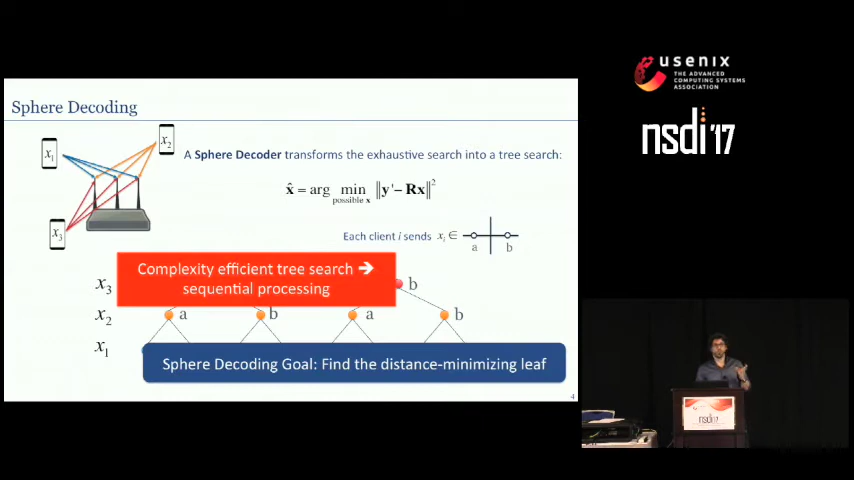 usenix
THE ADVANCED
COMPUTING SYSTEMS
ASSOCIATION
nsdi '17
Sphere Decoding
x₁
x₂
x₃
A Sphere Decoder transforms the exhaustive search into a tree search:
x̂ = arg min ‖y'− Rx‖²
possible x
Each client i sends xᵢ ∈
a b
Complexity efficient tree search ➔
sequential processing
x₃ b
x₂ a b a b
x₁
Sphere Decoding Goal: Find the distance-minimizing leaf
4
nsdi'17